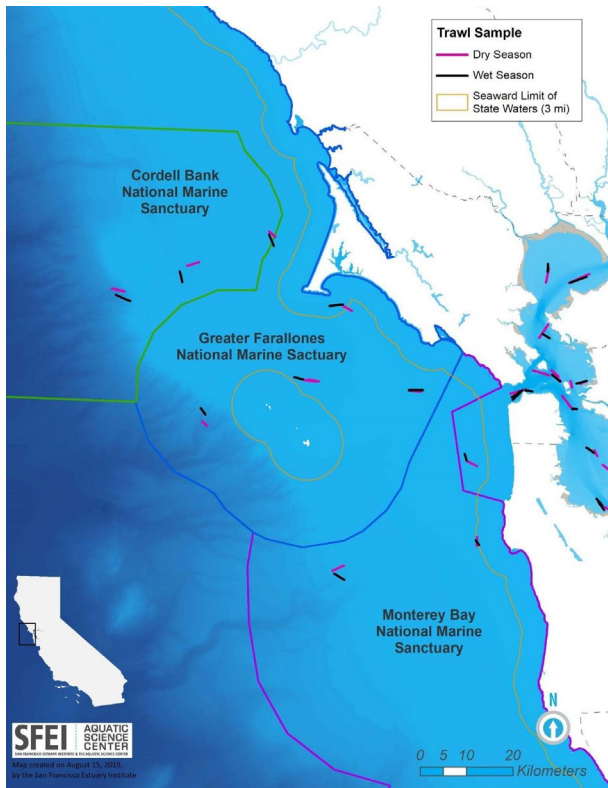 Trawl Sample
Dry Season
Wet Season
Seaward Limit of
State Waters (3 mi)
Cordell Bank
National Marine
Sanctuary
Greater Farallones
National Marine Sactuary
Monterey Bay
National Marine
Sanctuary
N
0 5 10 20
Kilometers
SFEI
AQUATIC
SCIENCE
CENTER
SAN FRANCISCO ESTUARY INSTITUTE & THE AQUATIC SCIENCE CENTER
Map created on August 15, 2019,
by the San Francisco Estuary Institute